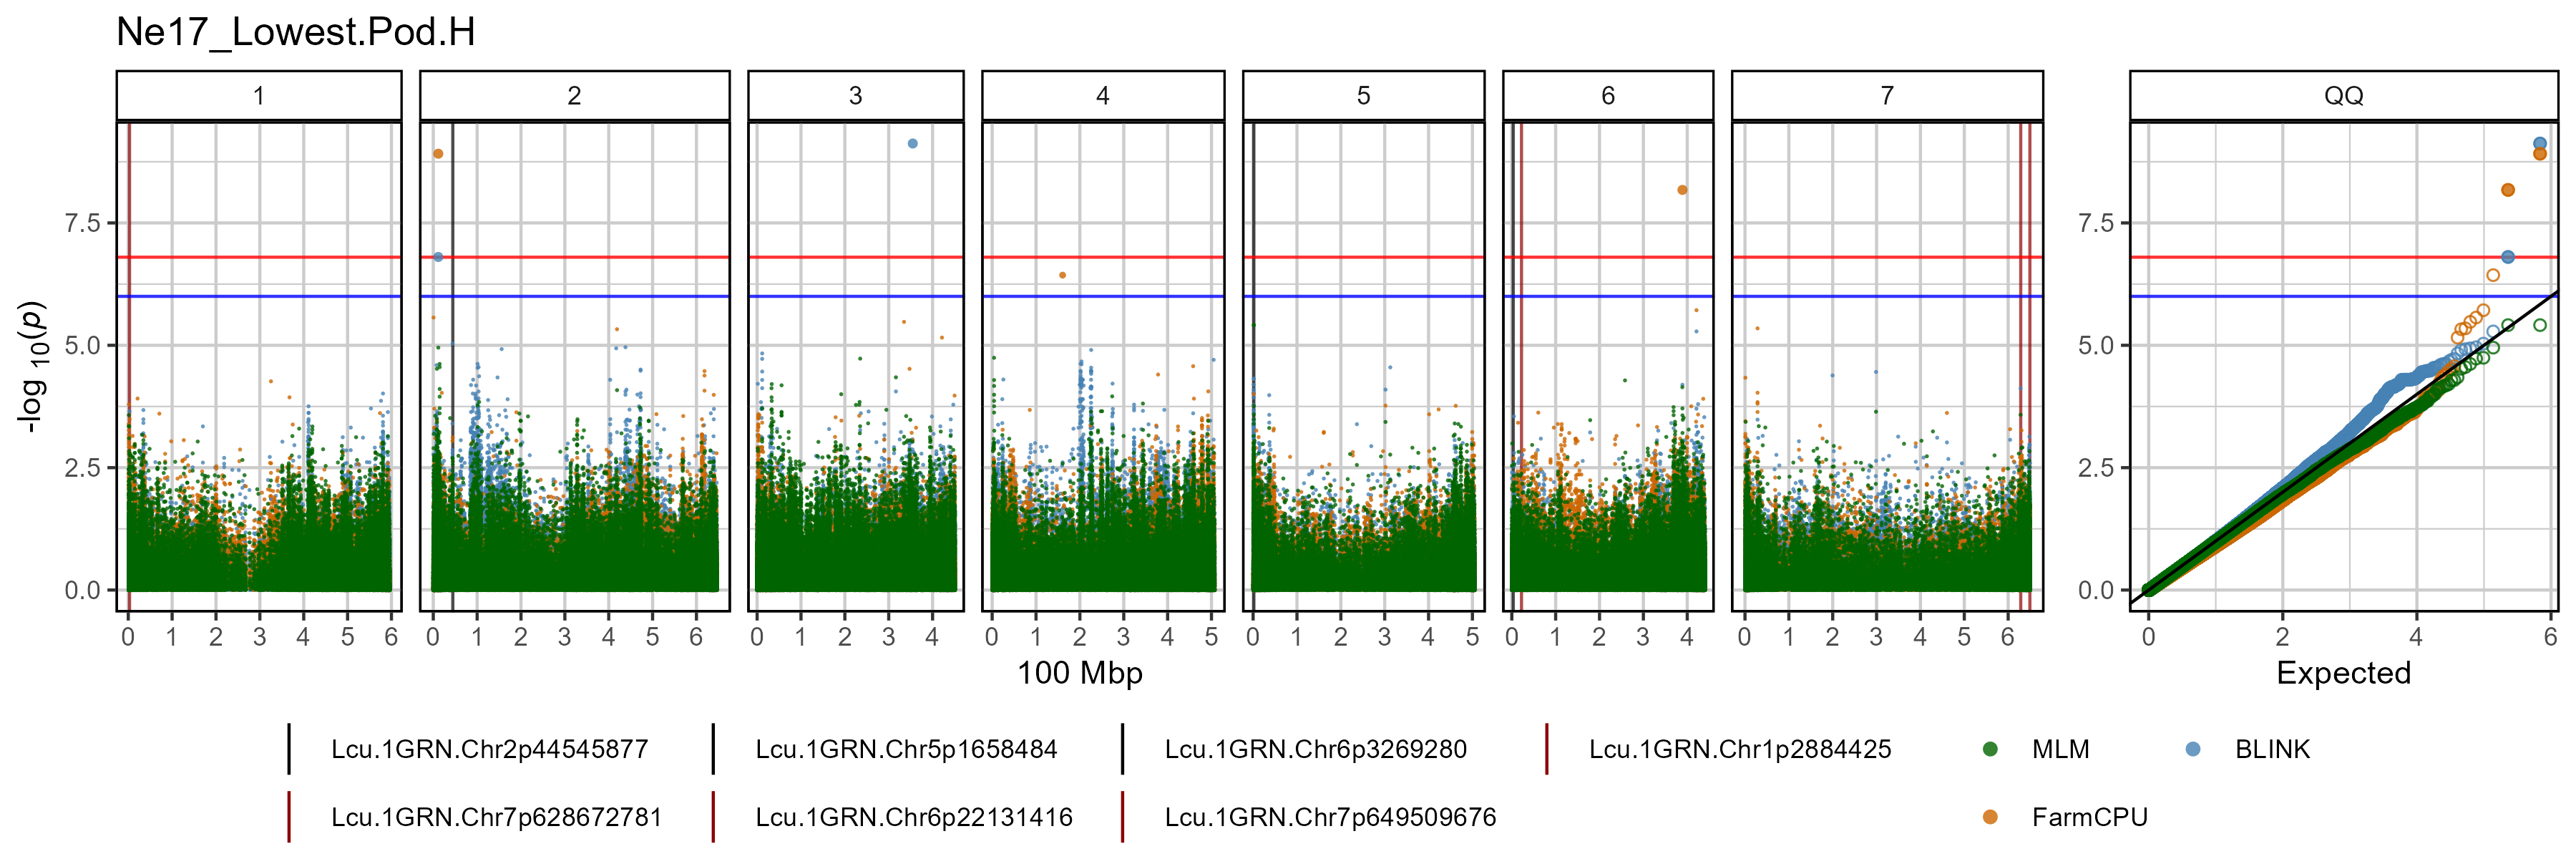 Ne17_Lowest.Pod.H
1 2 3 4 5 6 7 QQ
-log 10(p)
7.5
5.0
2.5
0.0
7.5
5.0
2.5
0.0
0 1 2 3 4 5 6 0 1 2 3 4 5 6 0 1 2 3 4 0 1 2 3 4 5 0 1 2 3 4 5 0 1 2 3 4 0 1 2 3 4 5 6 0 2 4 6
100 Mbp Expected
Lcu.1GRN.Chr2p44545877 Lcu.1GRN.Chr5p1658484 Lcu.1GRN.Chr6p3269280 Lcu.1GRN.Chr1p2884425 MLM BLINK
Lcu.1GRN.Chr7p628672781 Lcu.1GRN.Chr6p22131416 Lcu.1GRN.Chr7p649509676 FarmCPU